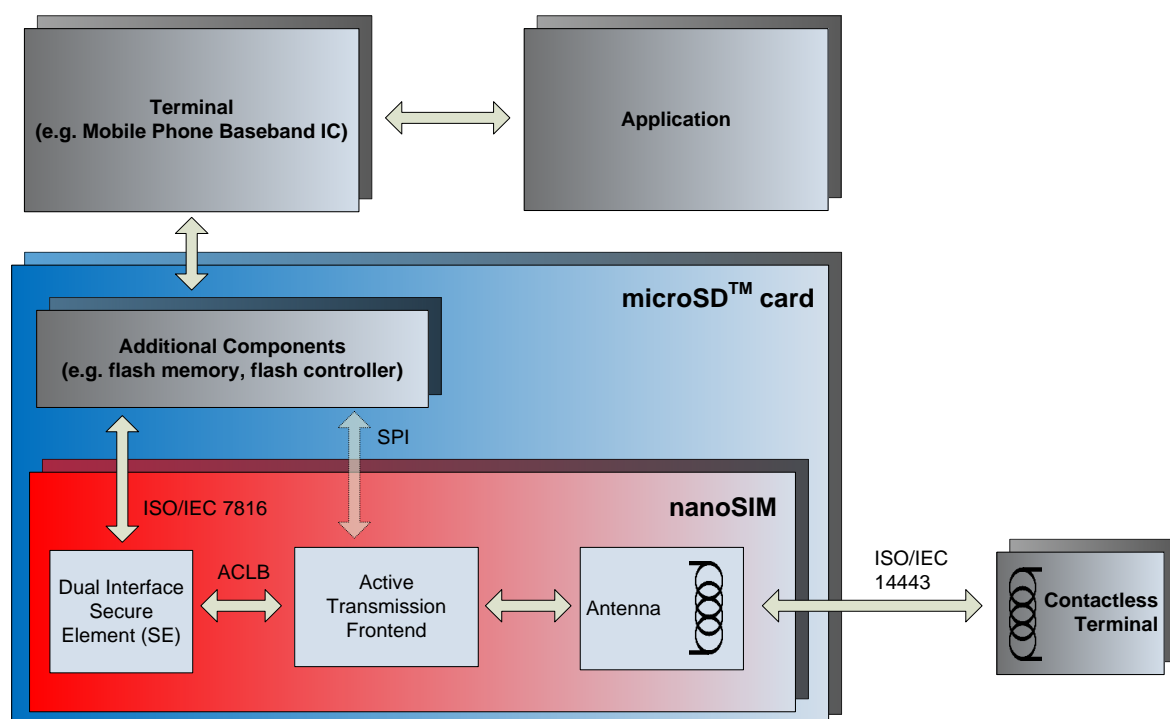 Terminal
(e.g. Mobile Phone Baseband IC)
Application
microSD™ card
Additional Components
(e.g. flash memory, flash controller)
SPI
ISO/IEC 7816
nanoSIM
Dual Interface
Secure
Element (SE)
ACLB
Active
Transmission
Frontend
Antenna
ISO/IEC
14443
Contactless
Terminal